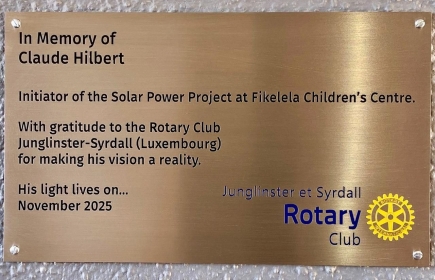 In Memory of
Claude Hilbert
Initiator of the Solar Power Project at Fikelela Children's Centre.
With gratitude to the Rotary Club
Junglinster-Syrdall (Luxembourg)
for making his vision a reality.
His light lives on...
November 2025
Junglinster et Syrdall
Rotary
Club